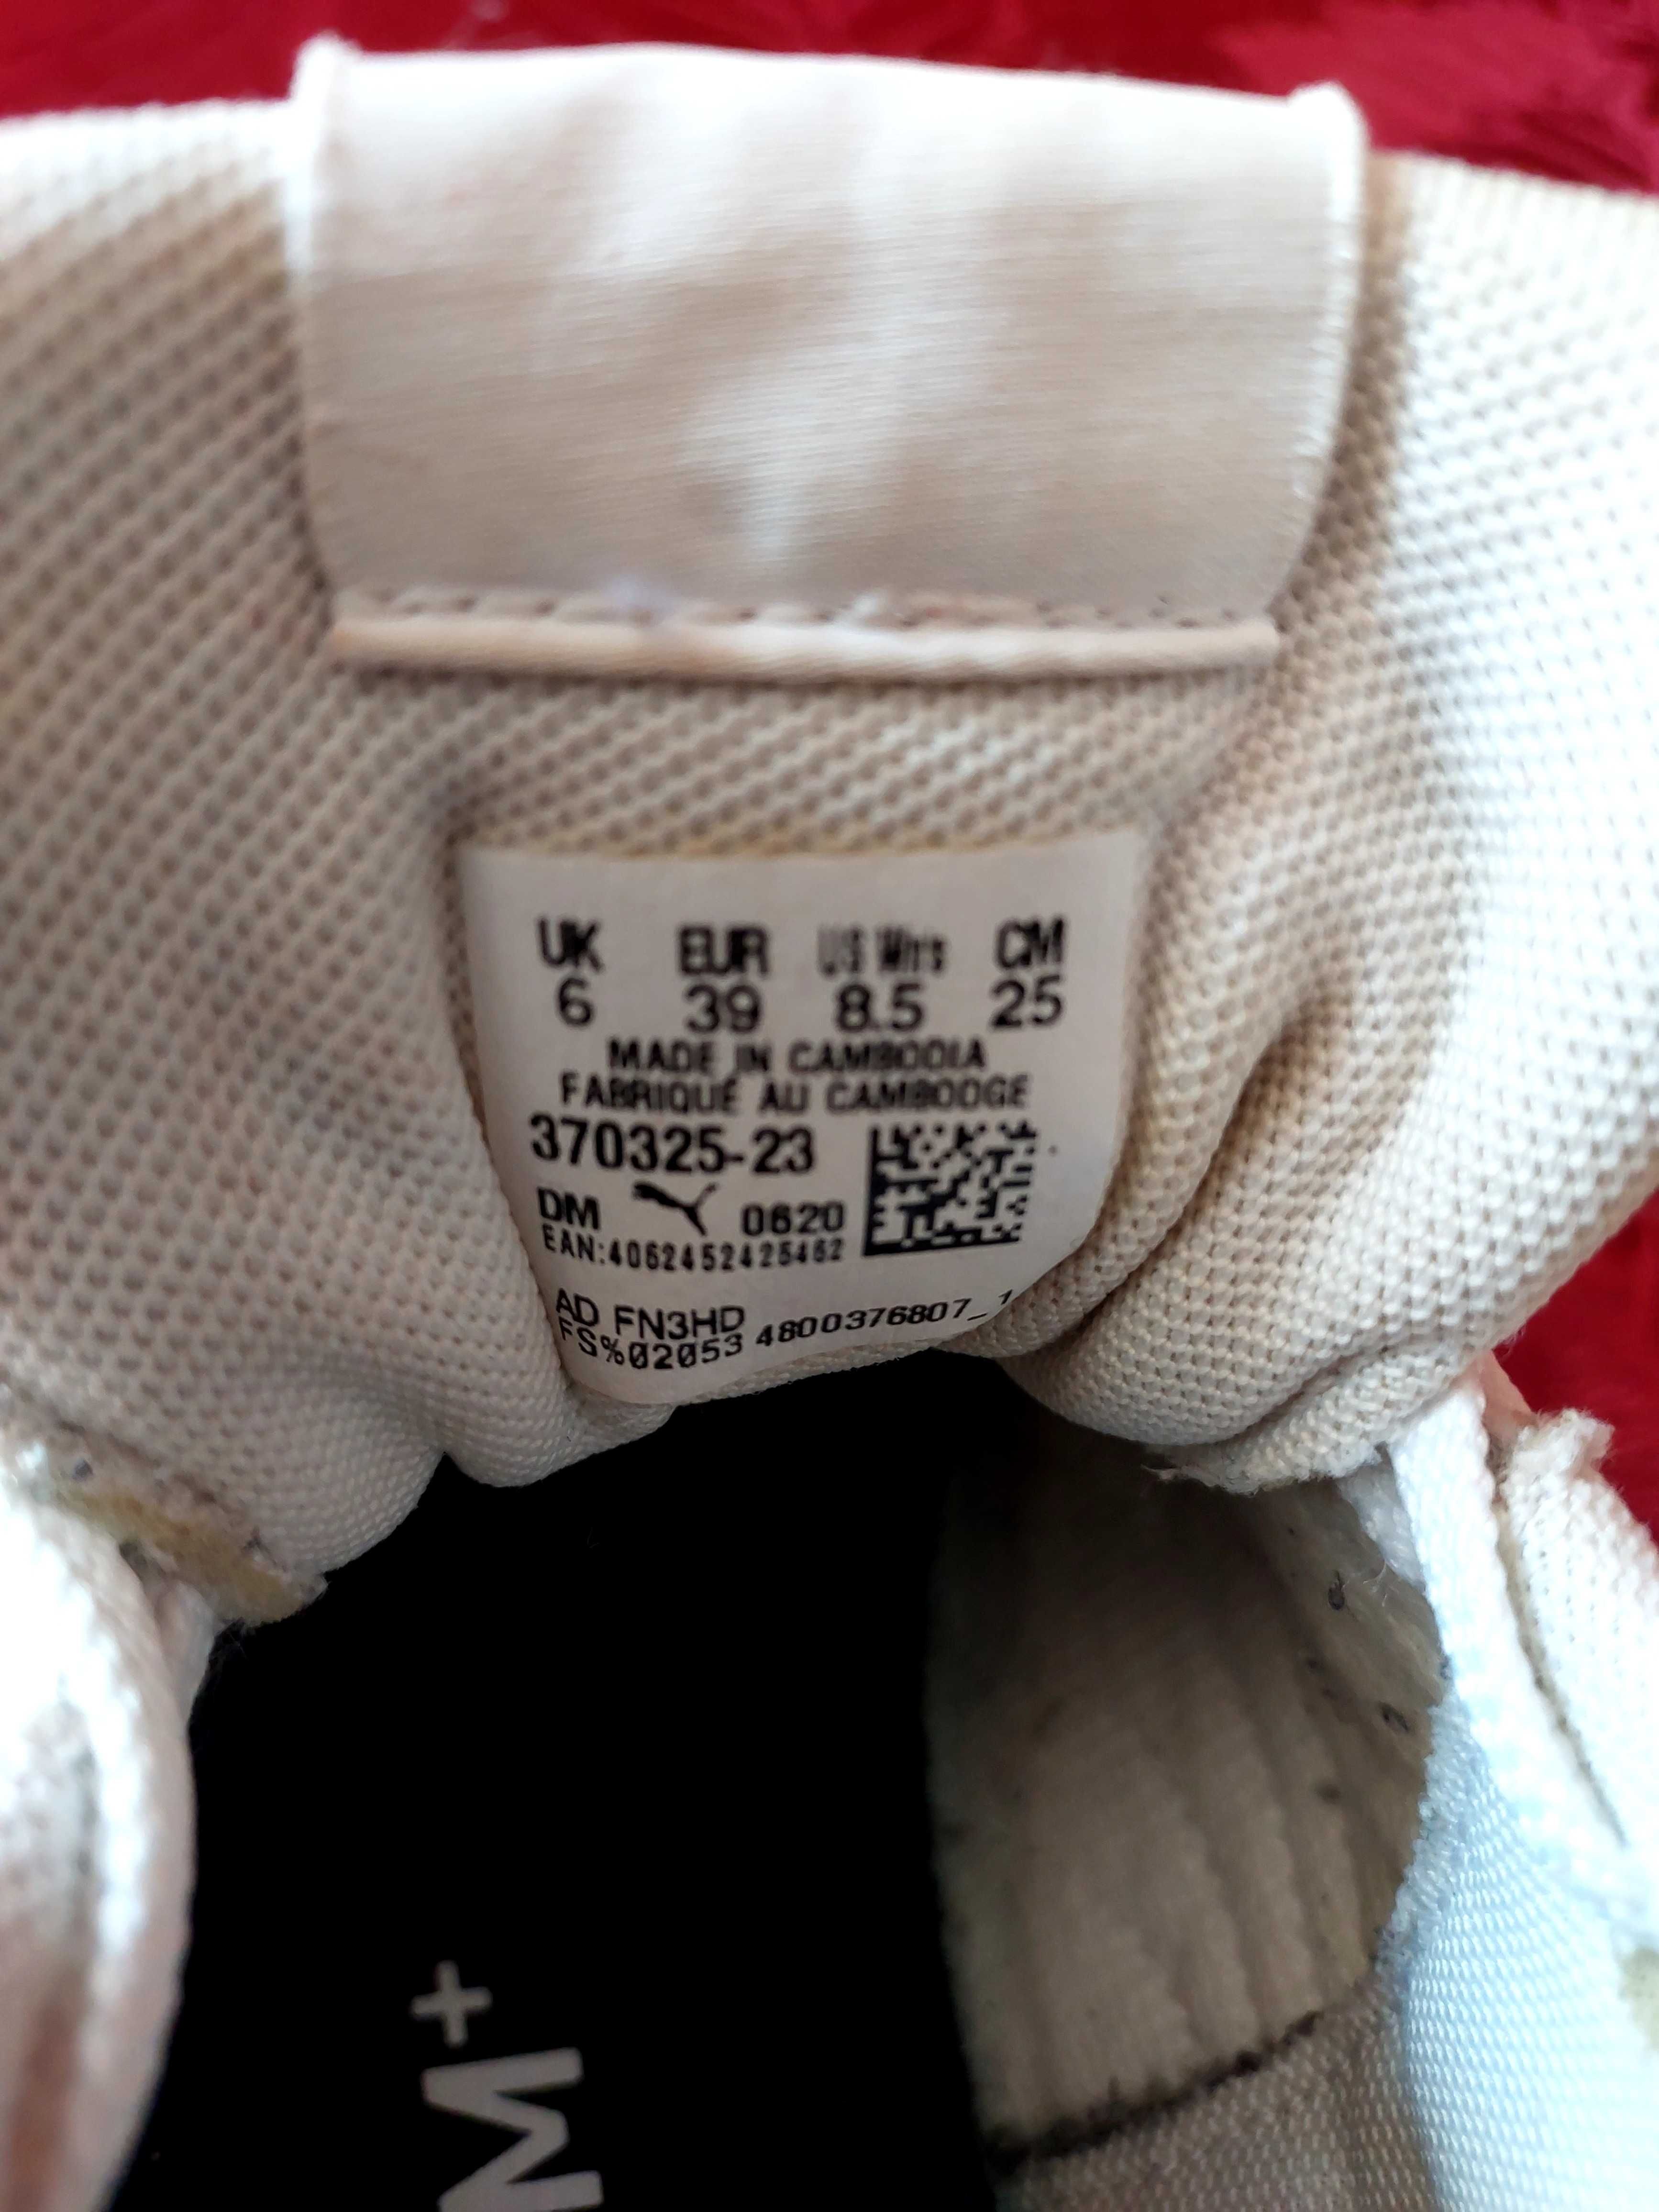 UK EUR US Wns CM
6 39 8.5 25
MADE IN CAMBODIA
FABRIQUÉ AU CAMBODGE
370325-23
DM 0620
EAN:4062452425462
AD FN3HD
FS%02053 4800376807_1
M+